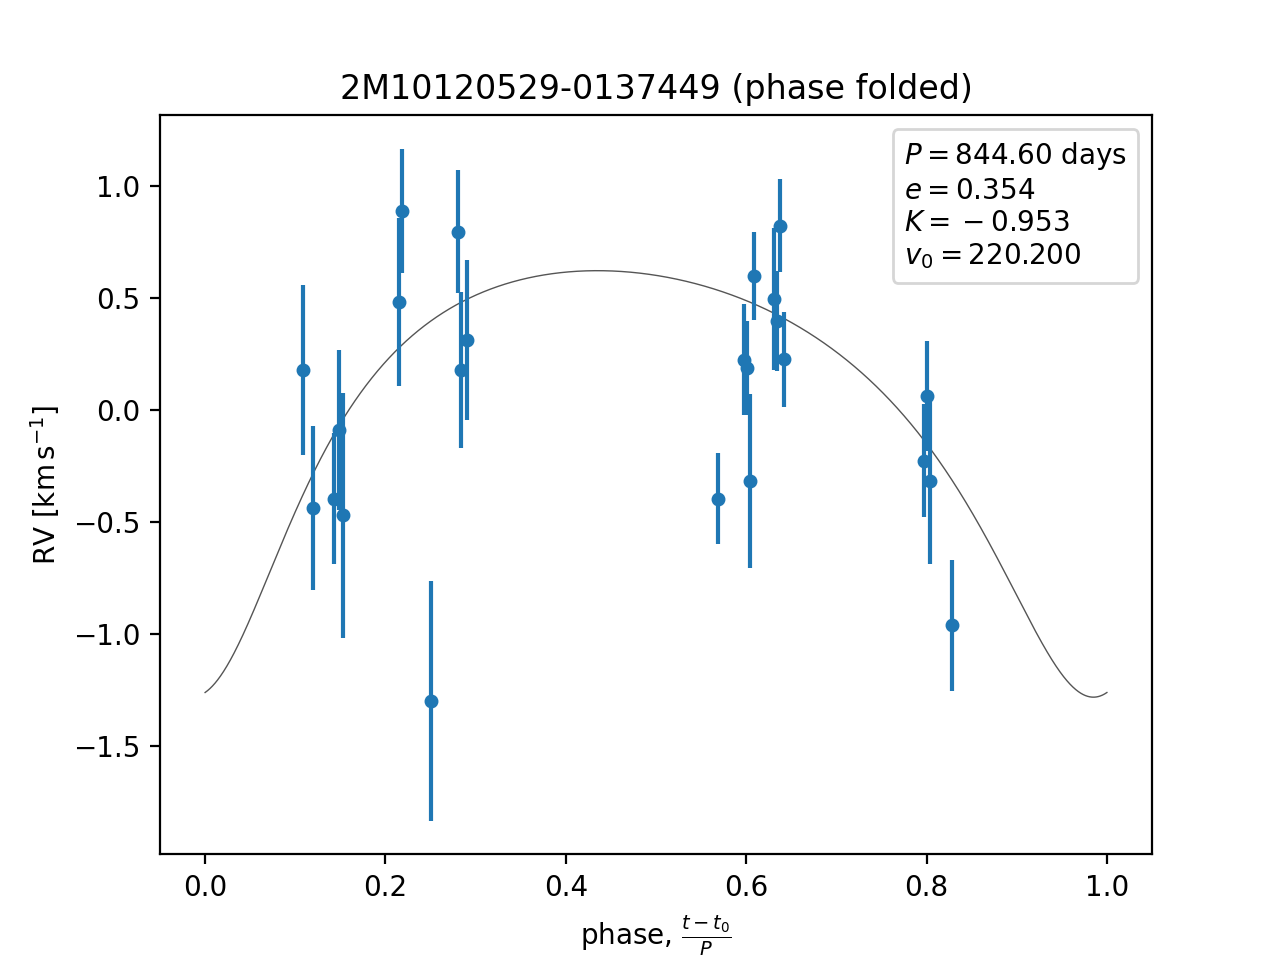 2M10120529-0137449 (phase folded)
P = 844.60 days
e = 0.354
K = −0.953
v₀ = 220.200
1.0
0.5
0.0
−0.5
−1.0
−1.5
RV [km s⁻¹]
0.0 0.2 0.4 0.6 0.8 1.0
phase, (t − t₀)/P